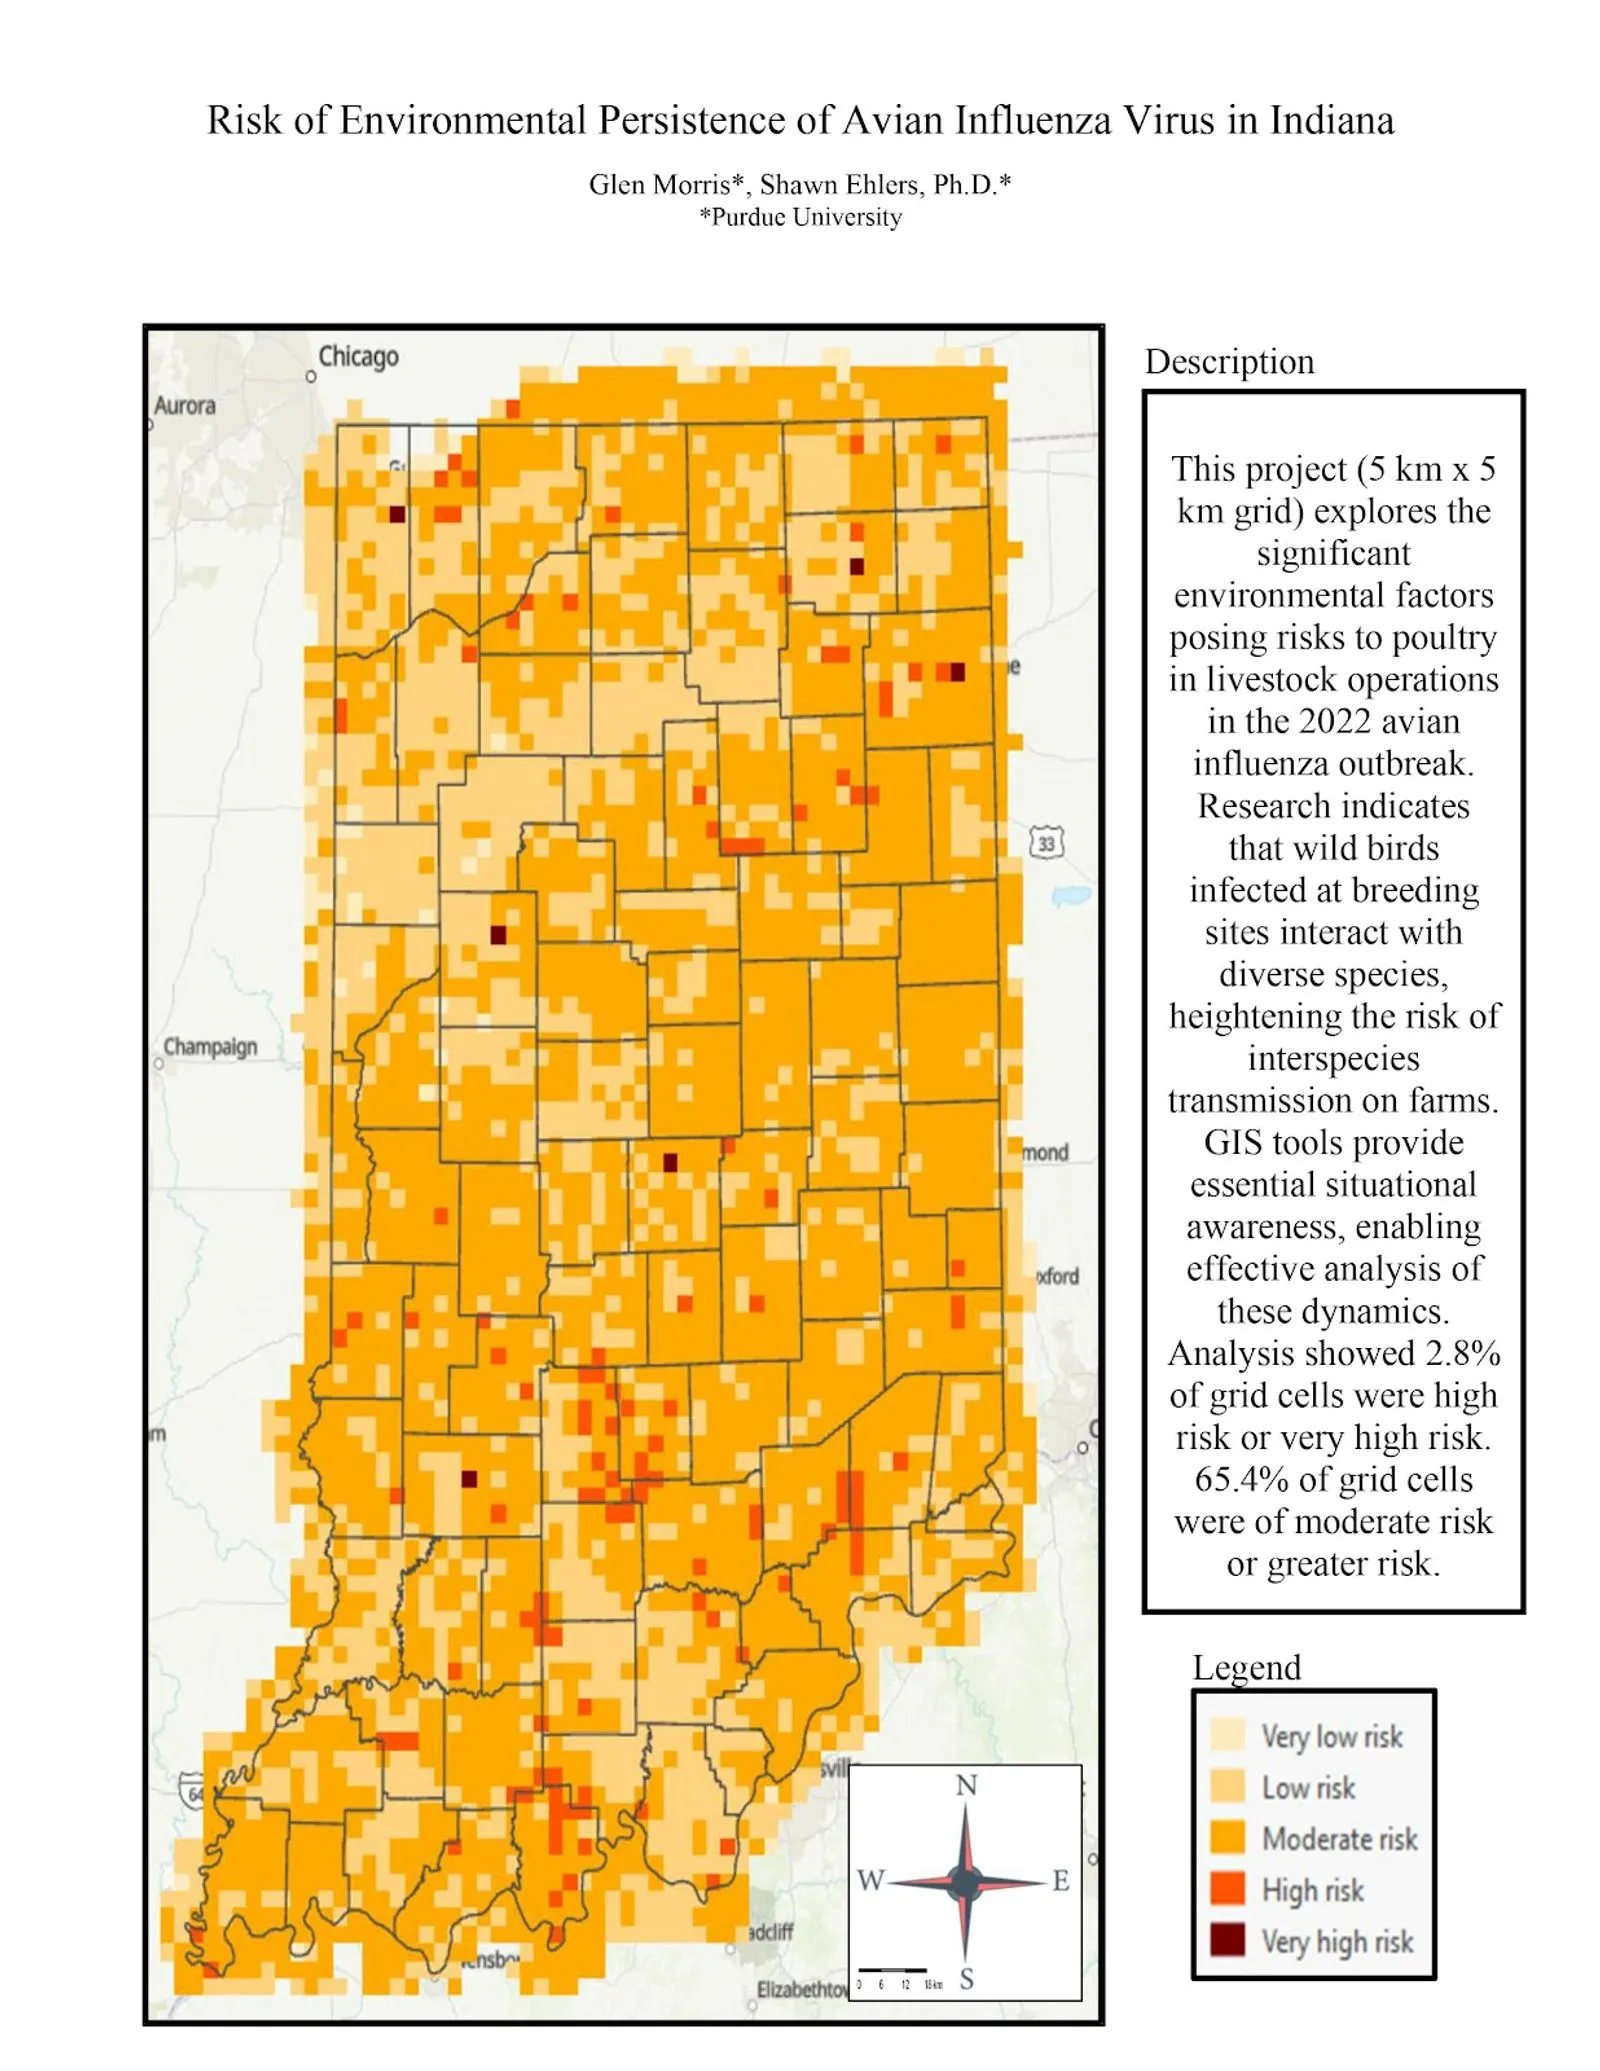 Risk of Environmental Persistence of Avian Influenza Virus in Indiana
Glen Morris*, Shawn Ehlers, Ph.D.*
*Purdue University
Chicago
Aurora
33
Champaign
mond
xford
64
sville
adcliff
Elizabethtow
N
W
E
S
0 6 12 18 km
Description
This project (5 km x 5
km grid) explores the
significant
environmental factors
posing risks to poultry
in livestock operations
in the 2022 avian
influenza outbreak.
Research indicates
that wild birds
infected at breeding
sites interact with
diverse species,
heightening the risk of
interspecies
transmission on farms.
GIS tools provide
essential situational
awareness, enabling
effective analysis of
these dynamics.
Analysis showed 2.8%
of grid cells were high
risk or very high risk.
65.4% of grid cells
were of moderate risk
or greater risk.
Legend
Very low risk
Low risk
Moderate risk
High risk
Very high risk